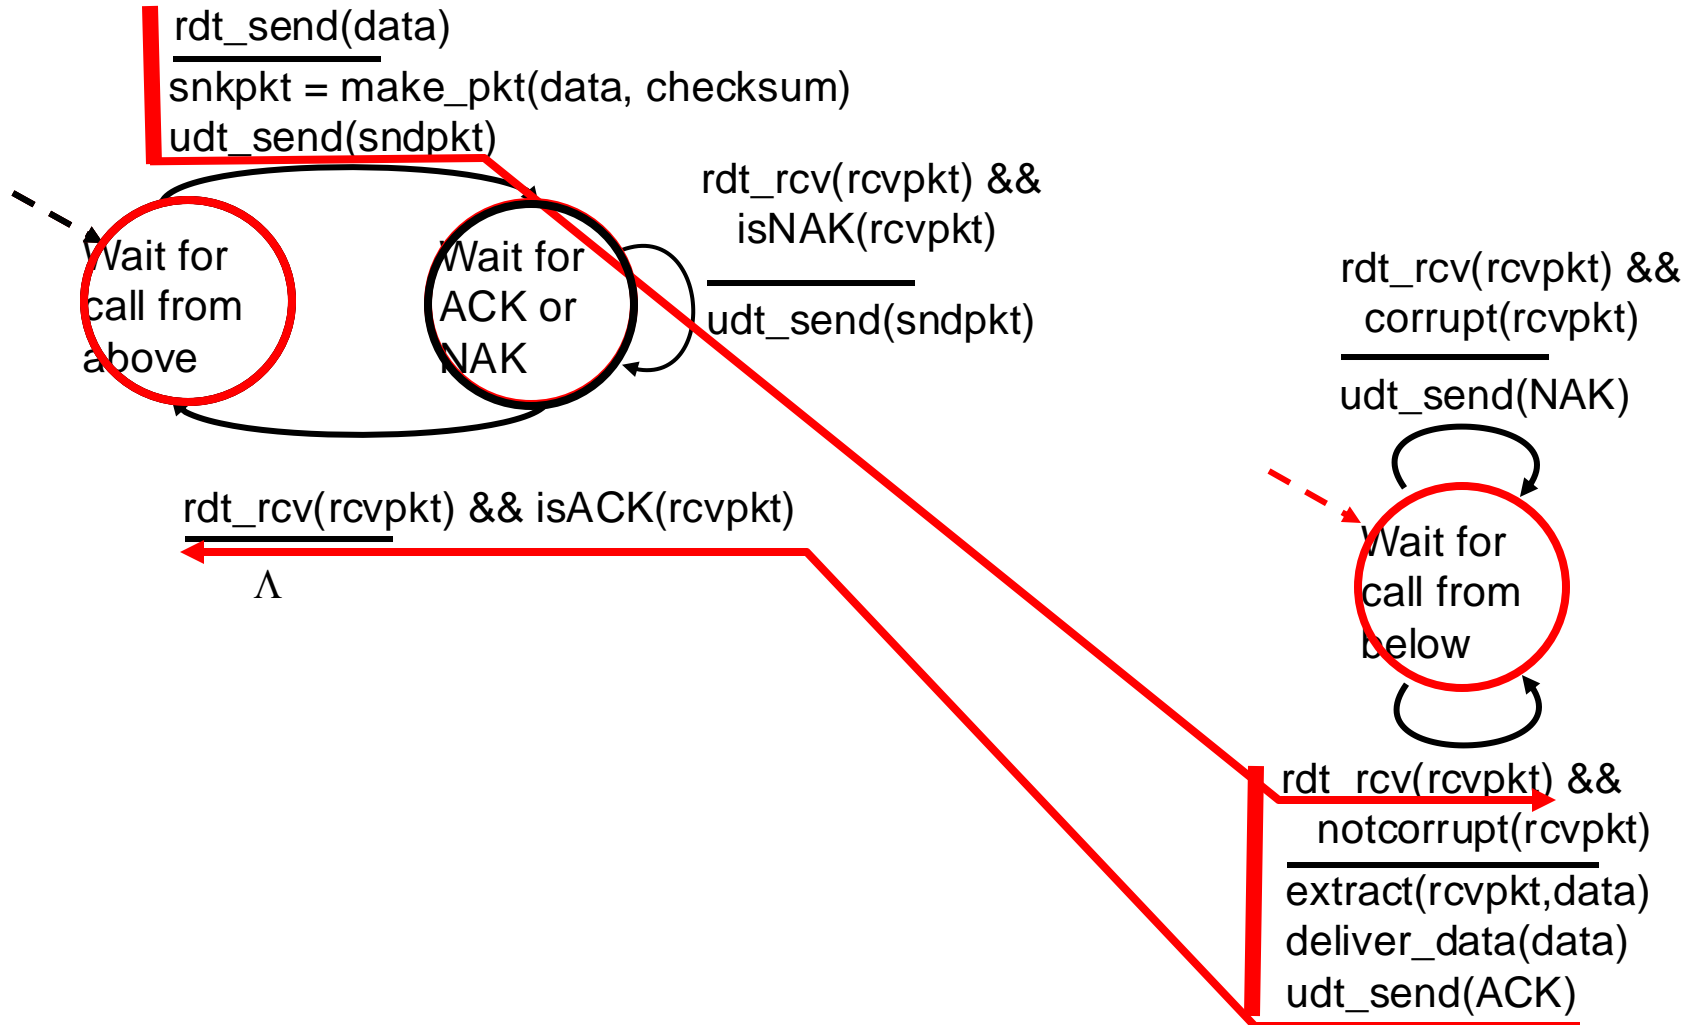 rdt_send(data)
snkpkt = make_pkt(data, checksum)
udt_send(sndpkt)
Wait for
call from
above
Wait for
ACK or
NAK
rdt_rcv(rcvpkt) &&
isNAK(rcvpkt)
udt_send(sndpkt)
rdt_rcv(rcvpkt) && isACK(rcvpkt)
Λ
rdt_rcv(rcvpkt) &&
corrupt(rcvpkt)
udt_send(NAK)
Wait for
call from
below
rdt_rcv(rcvpkt) &&
notcorrupt(rcvpkt)
extract(rcvpkt,data)
deliver_data(data)
udt_send(ACK)